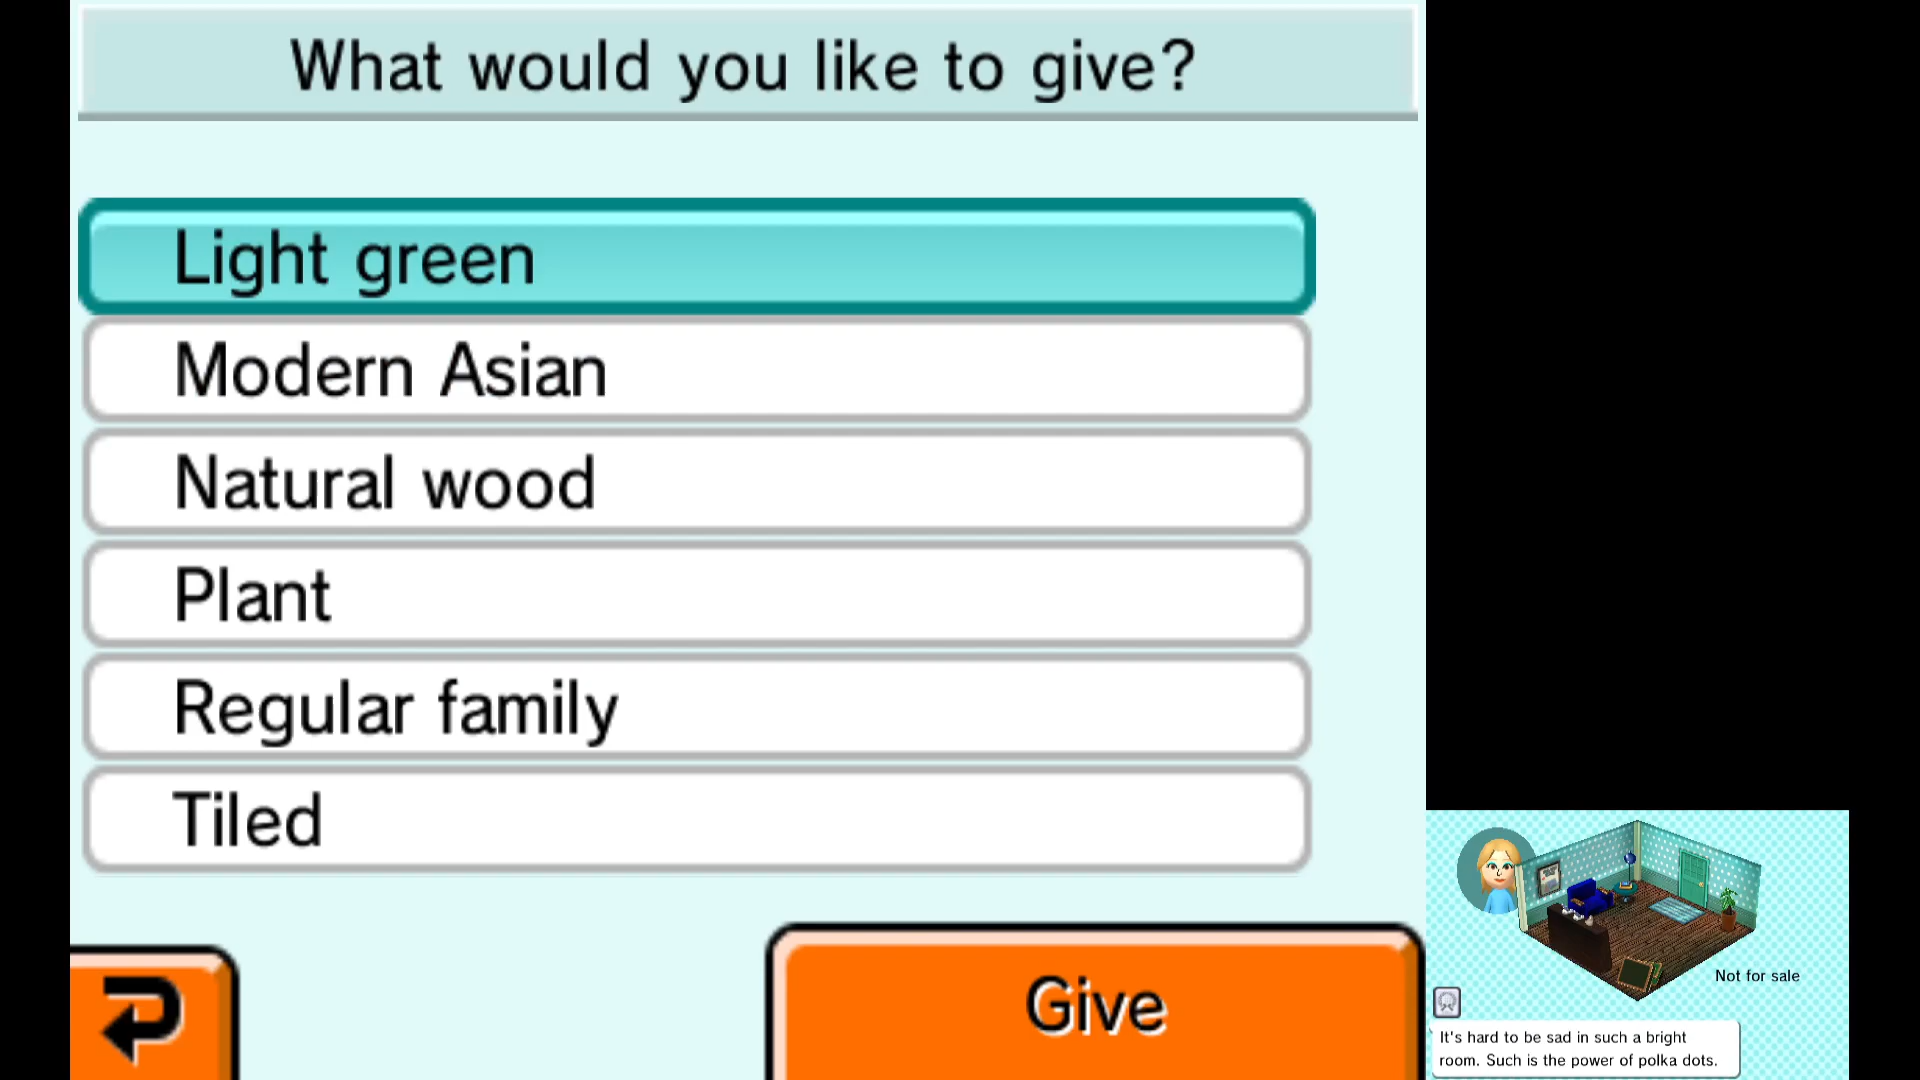 What would you like to give?
Light green
Modern Asian
Natural wood
Plant
Regular family
Tiled
Give
Not for sale
It's hard to be sad in such a bright
room. Such is the power of polka dots.